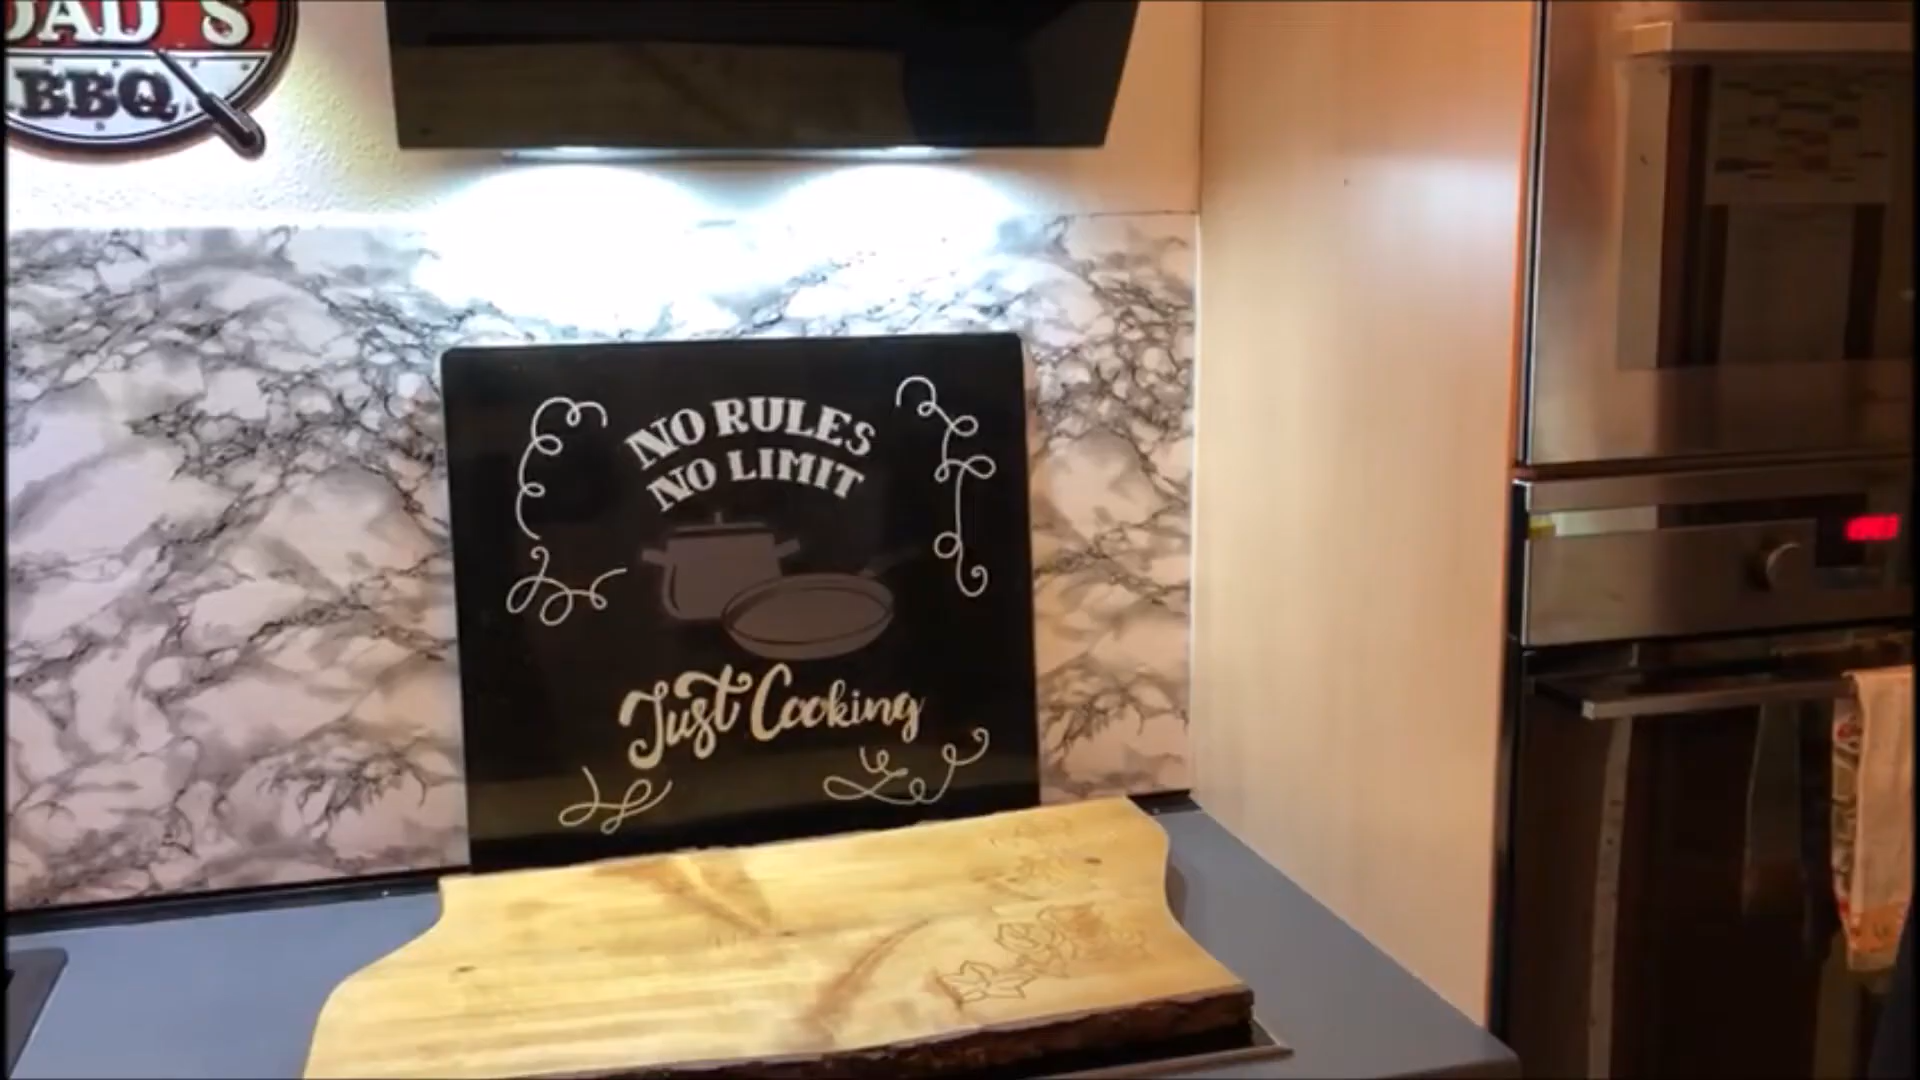 DAD'S
BBQ
NO RULES
NO LIMIT
Just Cooking